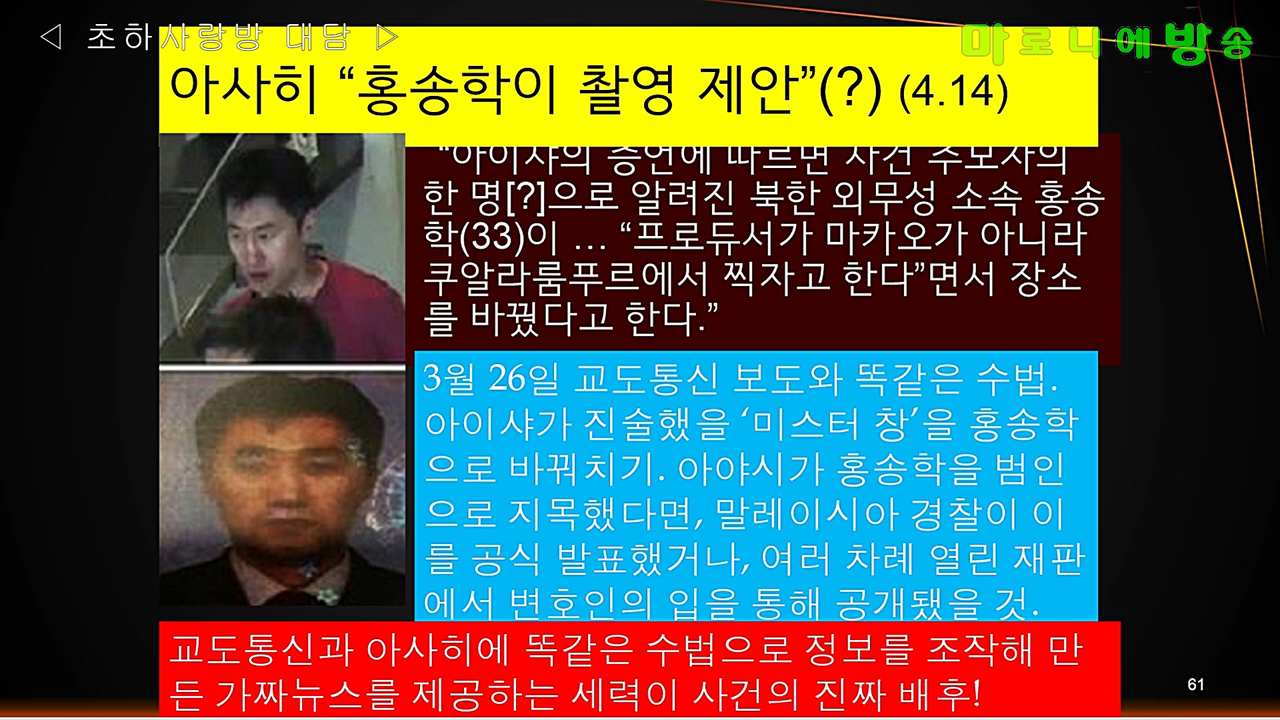 ◁ 초하사랑방 대담 ▷
마로니에방송
아사히 “홍송학이 촬영 제안”(?) (4.14)
“아이샤의 증언에 따르면 사건 주모자의
한 명[?]으로 알려진 북한 외무성 소속 홍송
학(33)이 … “프로듀서가 마카오가 아니라
쿠알라룸푸르에서 찍자고 한다”면서 장소
를 바꿨다고 한다.”
3월 26일 교도통신 보도와 똑같은 수법.
아이샤가 진술했을 ‘미스터 창’을 홍송학
으로 바꿔치기. 아야시가 홍송학을 범인
으로 지목했다면, 말레이시아 경찰이 이
를 공식 발표했거나, 여러 차례 열린 재판
에서 변호인의 입을 통해 공개됐을 것.
교도통신과 아사히에 똑같은 수법으로 정보를 조작해 만
든 가짜뉴스를 제공하는 세력이 사건의 진짜 배후!
61